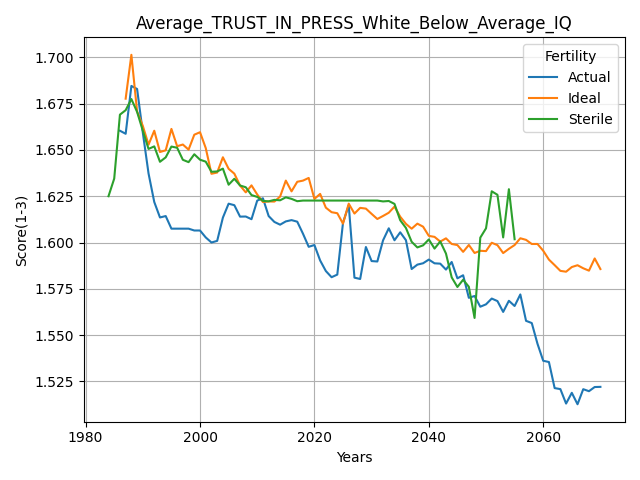 Average_TRUST_IN_PRESS_White_Below_Average_IQ
Fertility
Actual
Ideal
Sterile
1.700
1.675
1.650
1.625
1.600
1.575
1.550
1.525
Score(1-3)
1980
2000
2020
2040
2060
Years